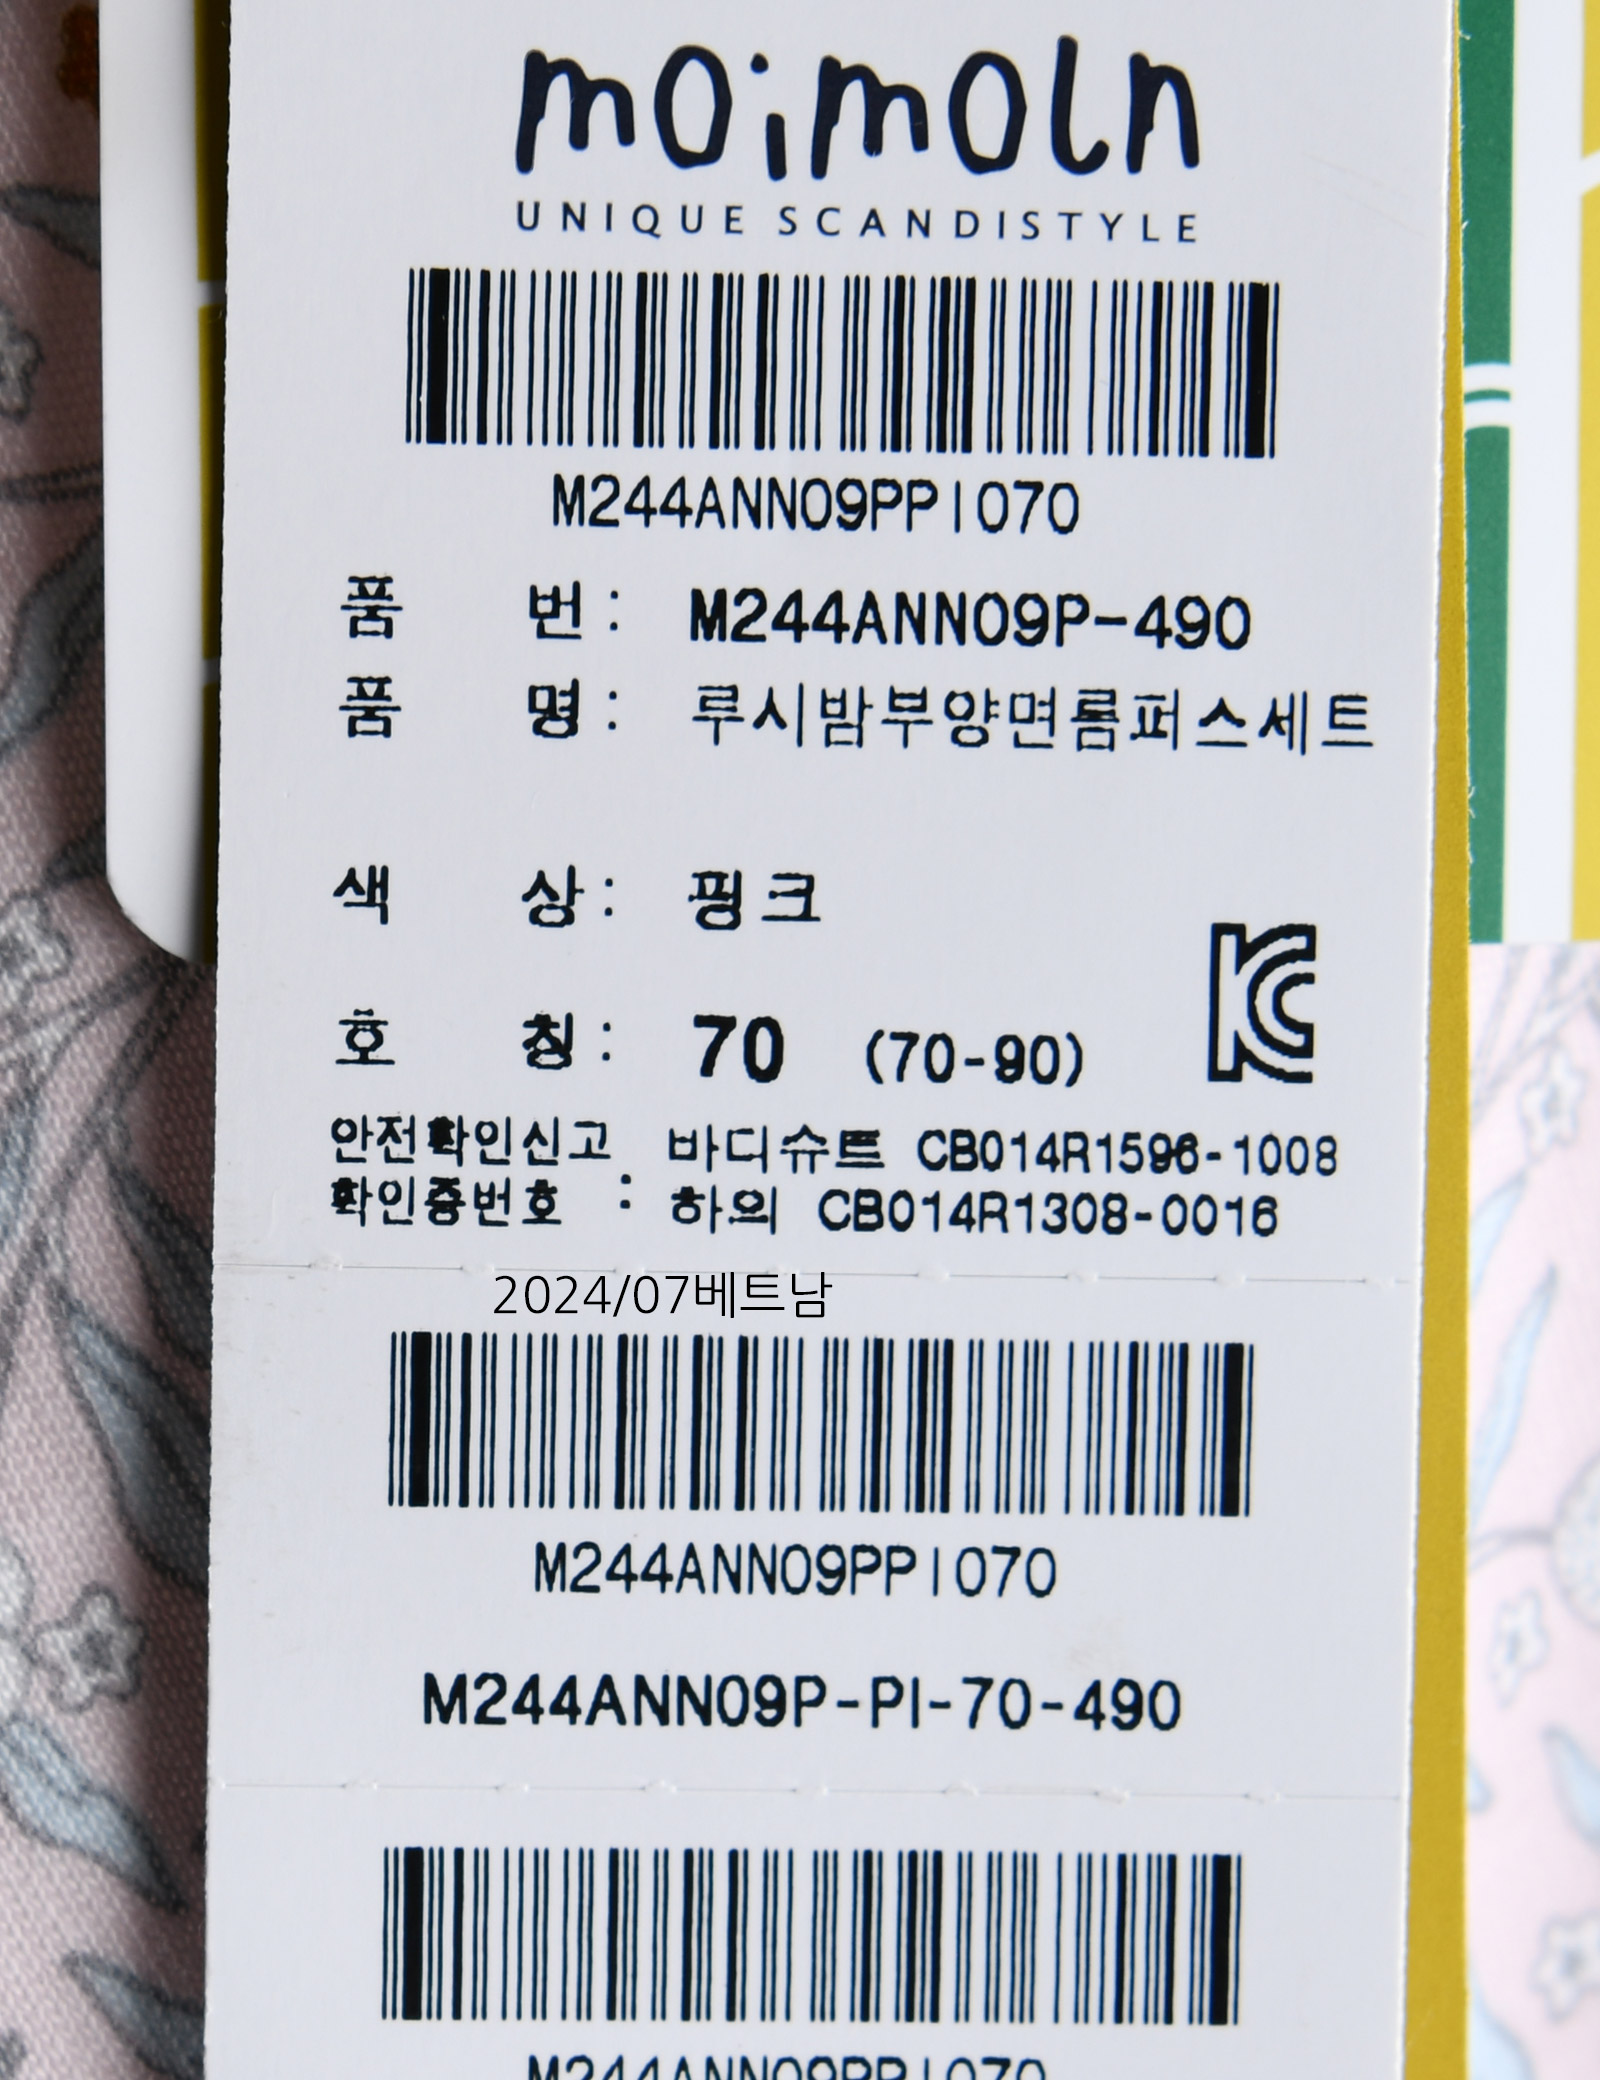 moimoln
UNIQUE SCANDISTYLE
M244ANN09PPI070
품 번 : M244ANN09P-490
품 명 : 루시밤부양면롬퍼스세트
색 상 : 핑크
호 칭 : 70 (70-90)
안전확인신고 바디슈트 CB014R1596-1008
확인증번호 : 하의 CB014R1308-0016
2024/07베트남
M244ANN09PPI070
M244ANN09P-PI-70-490
M244ANN09PPI070